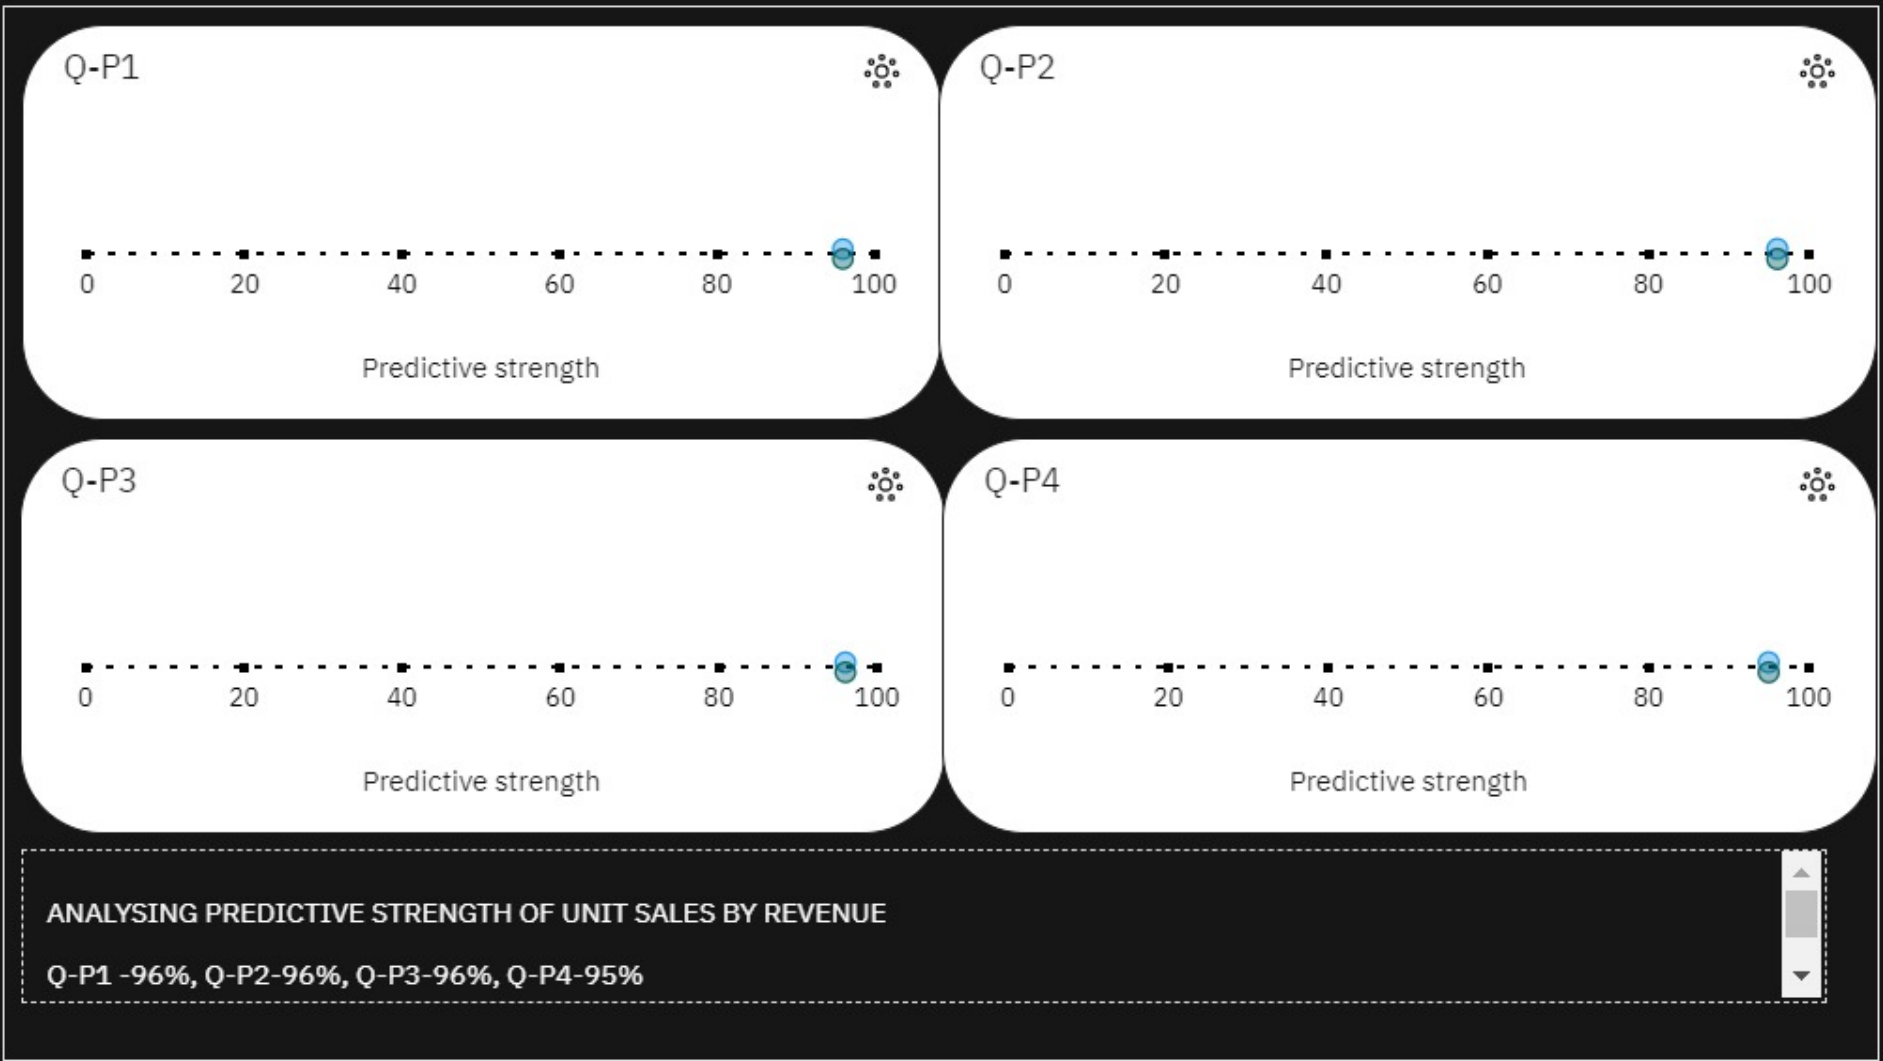 Q-P1
0 20 40 60 80 100
Predictive strength
Q-P2
0 20 40 60 80 100
Predictive strength
Q-P3
0 20 40 60 80 100
Predictive strength
Q-P4
0 20 40 60 80 100
Predictive strength
ANALYSING PREDICTIVE STRENGTH OF UNIT SALES BY REVENUE
Q-P1 -96%, Q-P2-96%, Q-P3-96%, Q-P4-95%